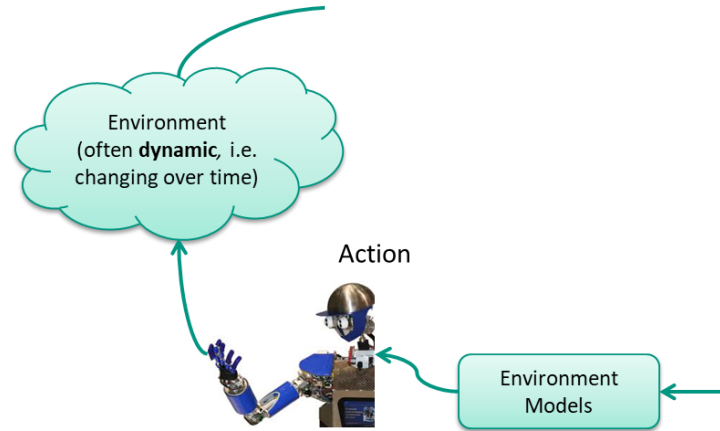 Environment
(often dynamic, i.e.
changing over time)
Action
Environment
Models